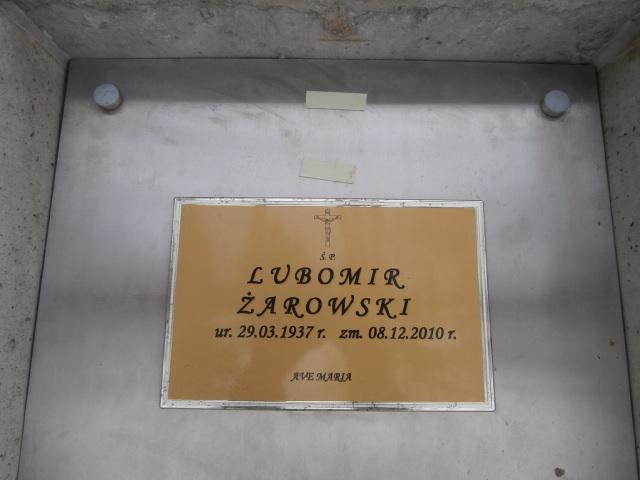 Ś. P.
LUBOMIR
ŻAROWSKI
ur. 29.03.1937 r. zm. 08.12.2010 r.
AVE MARIA